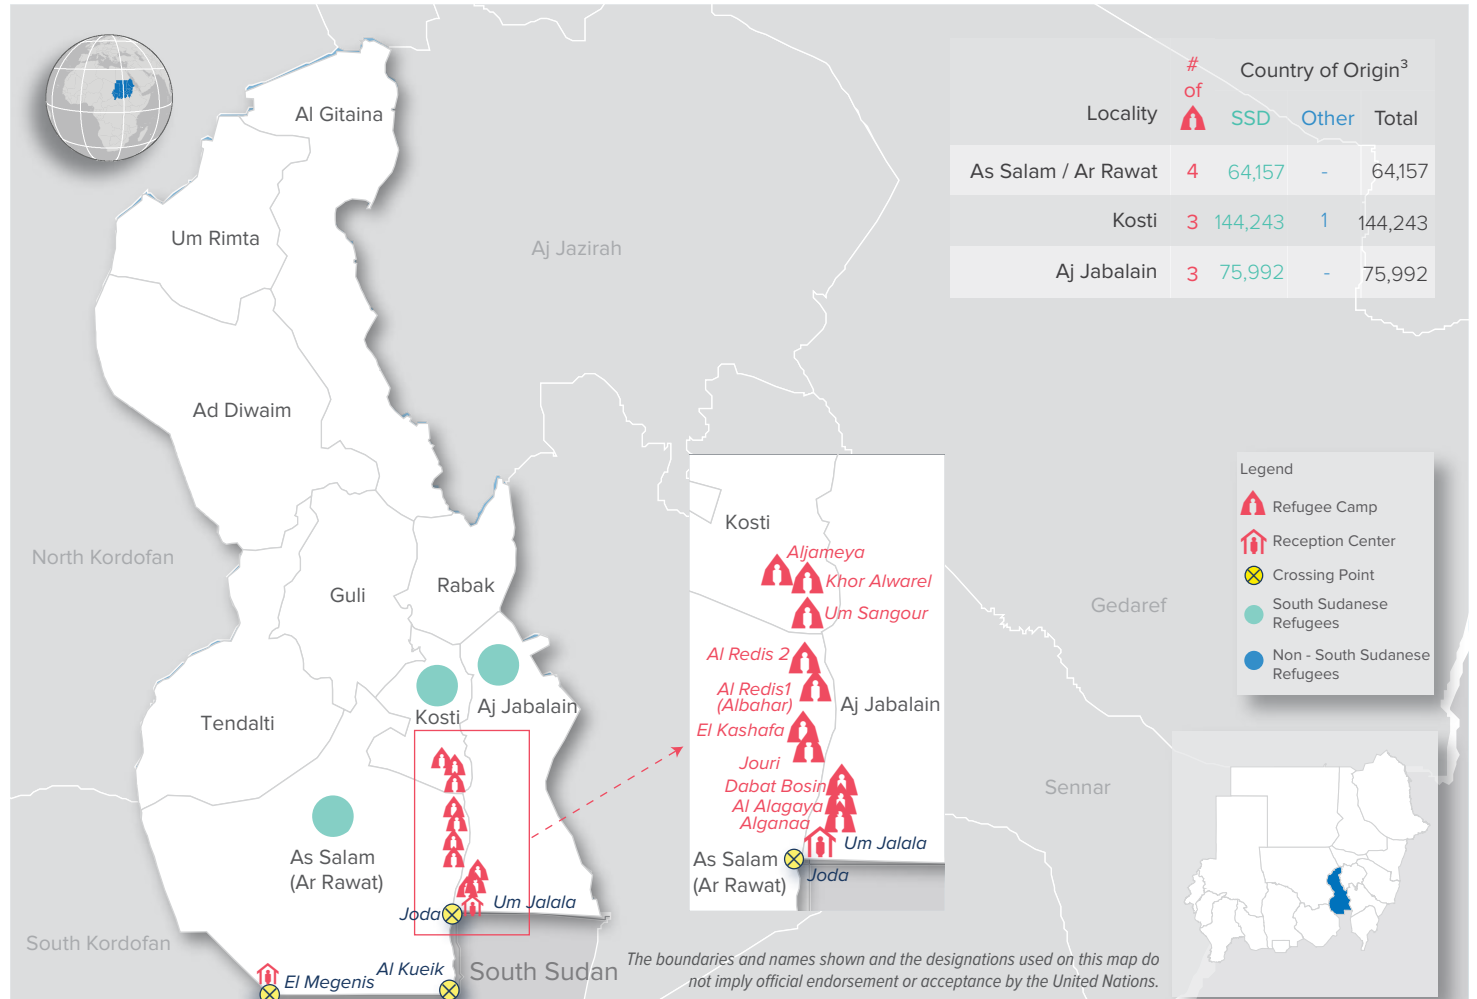 Al Gitaina
Um Rimta
Aj Jazirah
Ad Diwaim
North Kordofan
Guli
Rabak
Gedaref
Tendalti
Kosti
Aj Jabalain
As Salam
(Ar Rawat)
Sennar
South Kordofan
Joda
Um Jalala
El Megenis
Al Kueik
South Sudan
# of
Country of Origin³
Locality
SSD
Other
Total
As Salam / Ar Rawat 4 64,157 - 64,157
Kosti 3 144,243 1 144,243
Aj Jabalain 3 75,992 - 75,992
Kosti
Aljameya
Khor Alwarel
Um Sangour
Al Redis 2
Al Redis1
(Albahar)
Aj Jabalain
El Kashafa
Jouri
Dabat Bosin
Al Alagaya
Alganaa
Um Jalala
As Salam
(Ar Rawat)
Joda
Legend
Refugee Camp
Reception Center
Crossing Point
South Sudanese
Refugees
Non - South Sudanese
Refugees
The boundaries and names shown and the designations used on this map do
not imply official endorsement or acceptance by the United Nations.